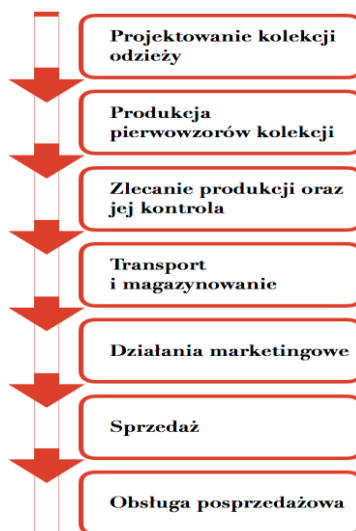 Projektowanie kolekcji
odzieży
Produkcja
pierwowzorów kolekcji
Zlecanie produkcji oraz
jej kontrola
Transport
i magazynowanie
Działania marketingowe
Sprzedaż
Obsługa posprzedażowa